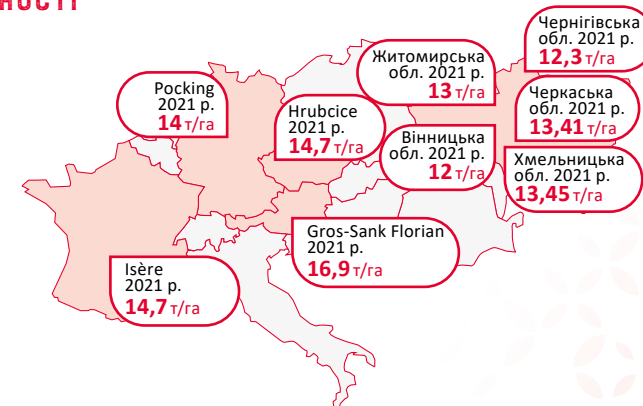 Чернігівська
обл. 2021 р.
12,3 т/га
Житомирська
обл. 2021 р.
13 т/га
Pocking
2021 р.
14 т/га
Hrubcice
2021 р.
14,7 т/га
Черкаська
обл. 2021 р.
13,41 т/га
Вінницька
обл. 2021 р.
12 т/га
Хмельницька
обл. 2021 р.
13,45 т/га
Gros-Sank Florian
2021 р.
16,9 т/га
Isère
2021 р.
14,7 т/га